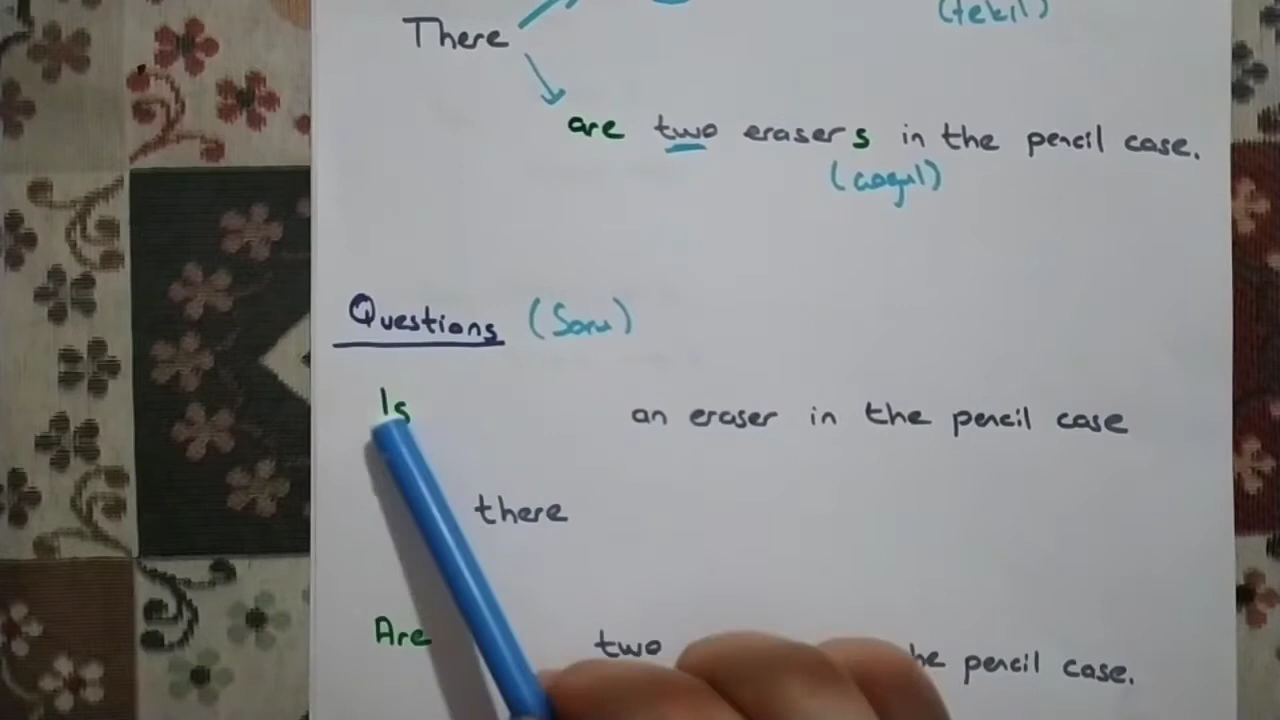 (tekil)
There
are two erasers in the pencil case.
(çoğul)
Questions (Soru)
Is an eraser in the pencil case
there
Are two he pencil case.